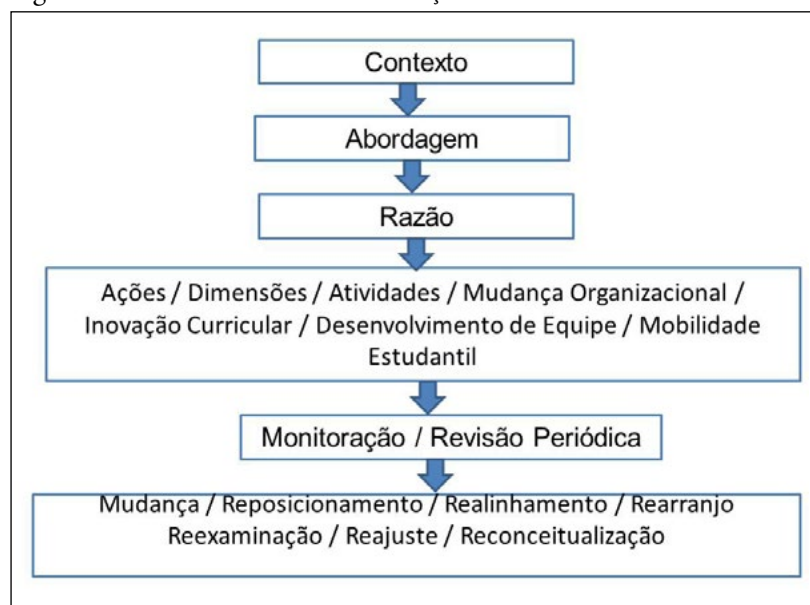 Contexto
Abordagem
Razão
Ações / Dimensões / Atividades / Mudança Organizacional /
Inovação Curricular / Desenvolvimento de Equipe / Mobilidade
Estudantil
Monitoração / Revisão Periódica
Mudança / Reposicionamento / Realinhamento / Rearranjo
Reexaminação / Reajuste / Reconceitualização